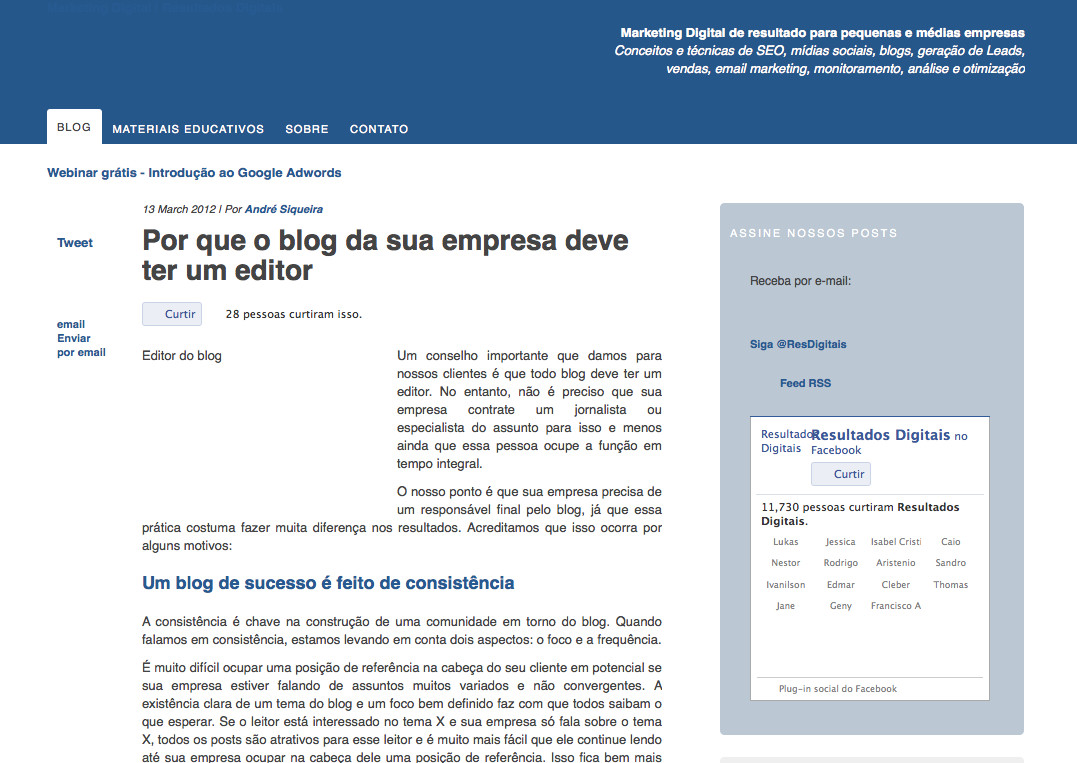 Marketing Digital de resultado para pequenas e médias empresas
Conceitos e técnicas de SEO, mídias sociais, blogs, geração de Leads,
vendas, email marketing, monitoramento, análise e otimização
BLOG MATERIAIS EDUCATIVOS SOBRE CONTATO
Webinar grátis - Introdução ao Google Adwords
13 March 2012 | Por André Siqueira
Por que o blog da sua empresa deve
ter um editor
Tweet
Curtir 28 pessoas curtiram isso.
email
Enviar
por email
Editor do blog
Um conselho importante que damos para
nossos clientes é que todo blog deve ter um
editor. No entanto, não é preciso que sua
empresa contrate um jornalista ou
especialista do assunto para isso e menos
ainda que essa pessoa ocupe a função em
tempo integral.
O nosso ponto é que sua empresa precisa de
um responsável final pelo blog, já que essa
prática costuma fazer muita diferença nos resultados. Acreditamos que isso ocorra por
alguns motivos:
Um blog de sucesso é feito de consistência
A consistência é chave na construção de uma comunidade em torno do blog. Quando
falamos em consistência, estamos levando em conta dois aspectos: o foco e a frequência.
É muito difícil ocupar uma posição de referência na cabeça do seu cliente em potencial se
sua empresa estiver falando de assuntos muitos variados e não convergentes. A
existência clara de um tema do blog e um foco bem definido faz com que todos saibam o
que esperar. Se o leitor está interessado no tema X e sua empresa só fala sobre o tema
X, todos os posts são atrativos para esse leitor e é muito mais fácil que ele continue lendo
até sua empresa ocupar na cabeça dele uma posição de referência. Isso fica bem mais
ASSINE NOSSOS POSTS
Receba por e-mail:
Siga @ResDigitais
Feed RSS
Resultados
Digitais
Resultados Digitais no
Facebook
Curtir
11,730 pessoas curtiram Resultados
Digitais.
Lukas Jessica Isabel Cristi Caio
Nestor Rodrigo Aristenio Sandro
Ivanilson Edmar Cleber Thomas
Jane Geny Francisco A
Plug-in social do Facebook